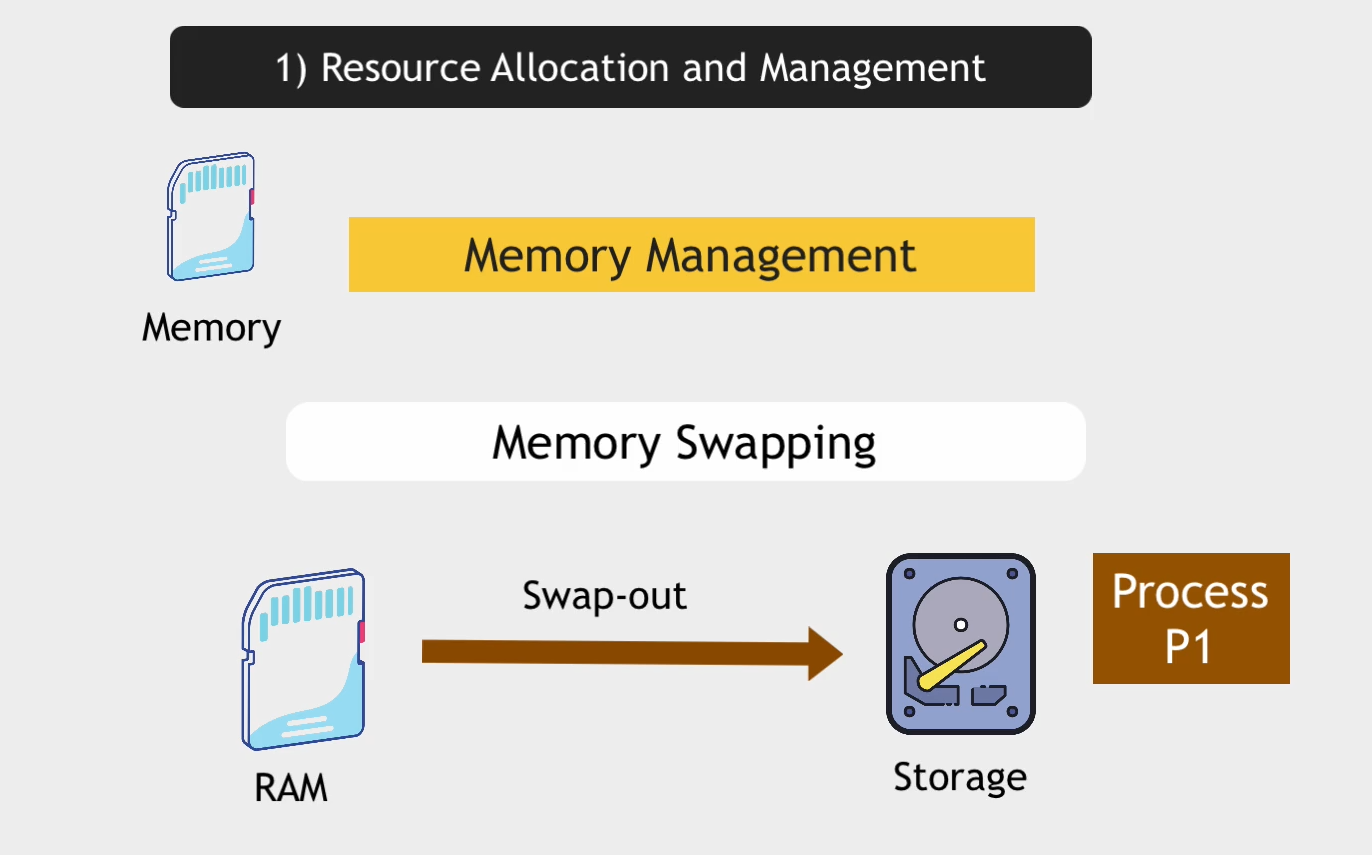 1) Resource Allocation and Management
Memory Management
Memory
Memory Swapping
Swap-out
Process
P1
RAM
Storage